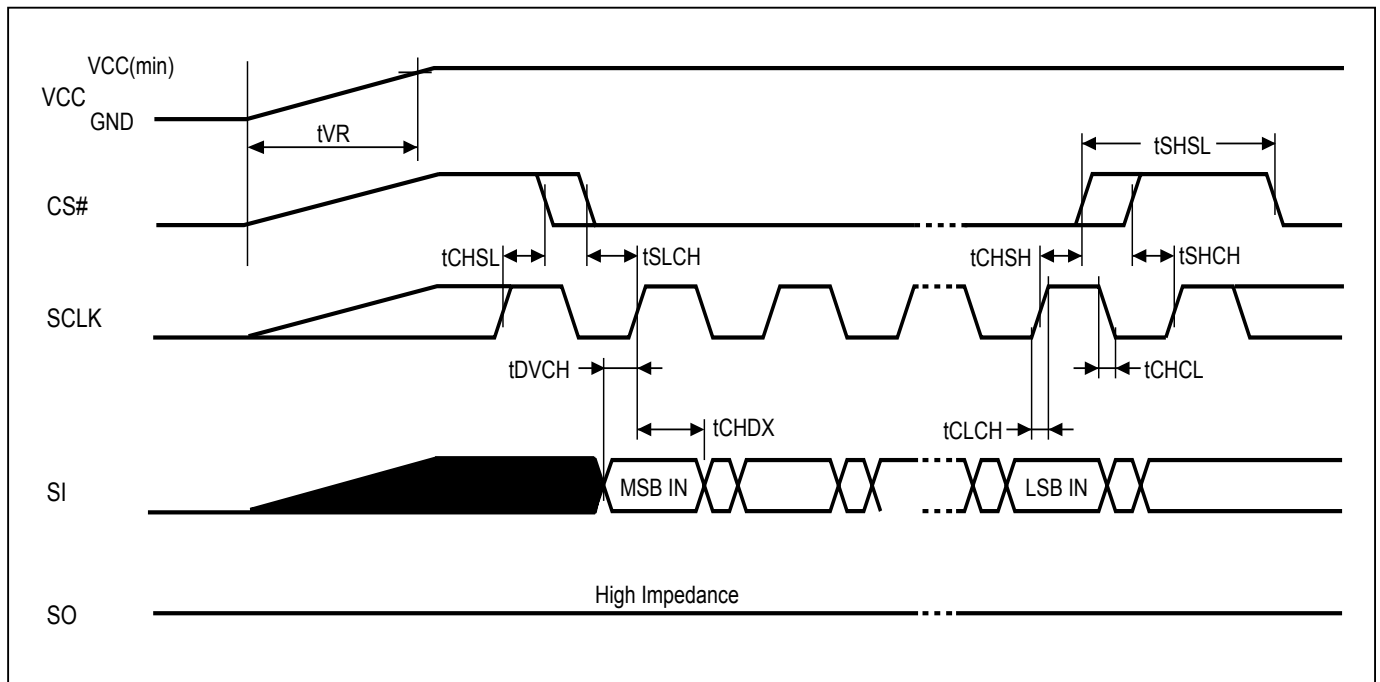 VCC(min)
VCC
GND
tVR
tSHSL
CS#
tCHSL
tSLCH
tCHSH
tSHCH
SCLK
tDVCH
tCHCL
tCHDX
tCLCH
SI
MSB IN
LSB IN
High Impedance
SO